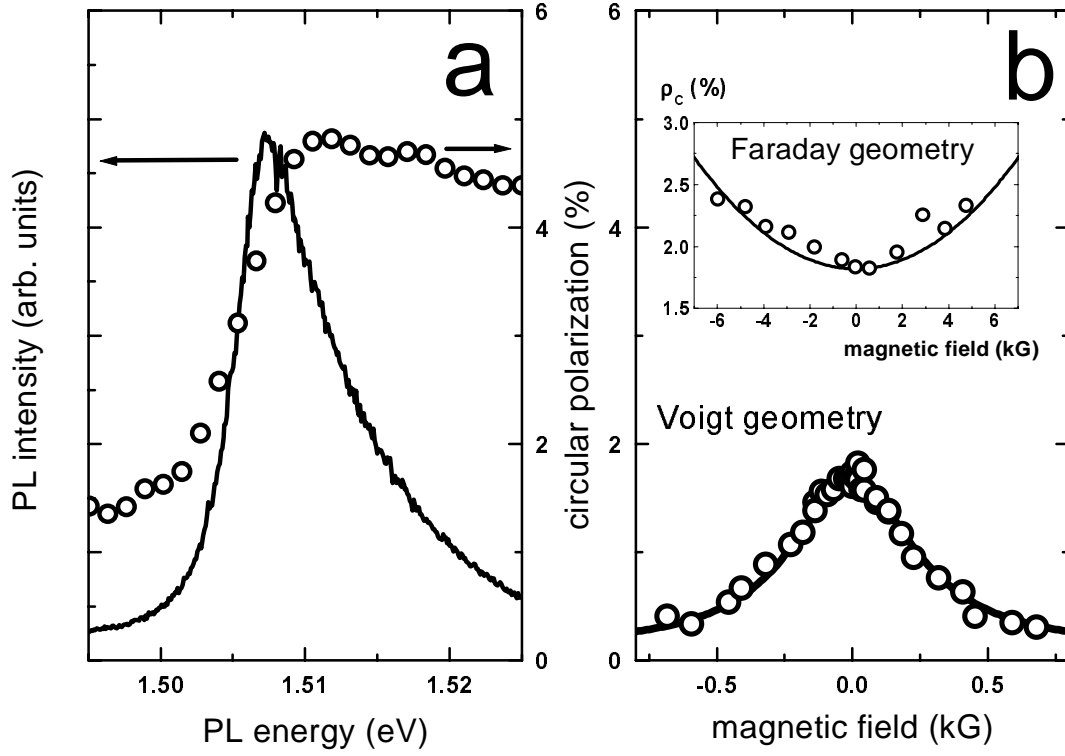 a
PL intensity (arb. units)
1.50
1.51
1.52
PL energy (eV)
0
2
4
6
circular polarization (%)
b
ρc (%)
3.0
2.5
2.0
1.5
Faraday geometry
-6
-4
-2
0
2
4
6
magnetic field (kG)
Voigt geometry
0
2
4
6
-0.5
0.0
0.5
magnetic field (kG)